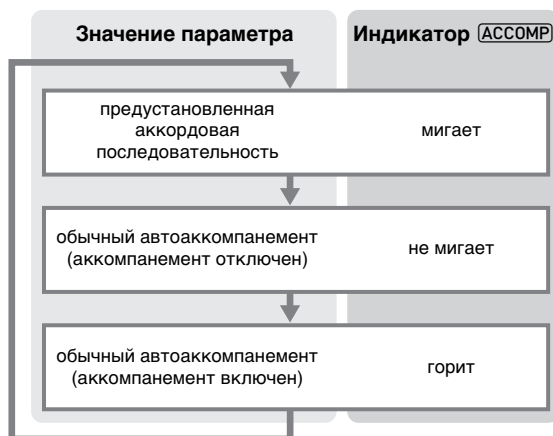 Значение параметра
Индикатор ACCOMP
предустановленная
аккордовая
последовательность
мигает
обычный автоаккомпанемент
(аккомпанемент отключен)
не мигает
обычный автоаккомпанемент
(аккомпанемент включен)
горит